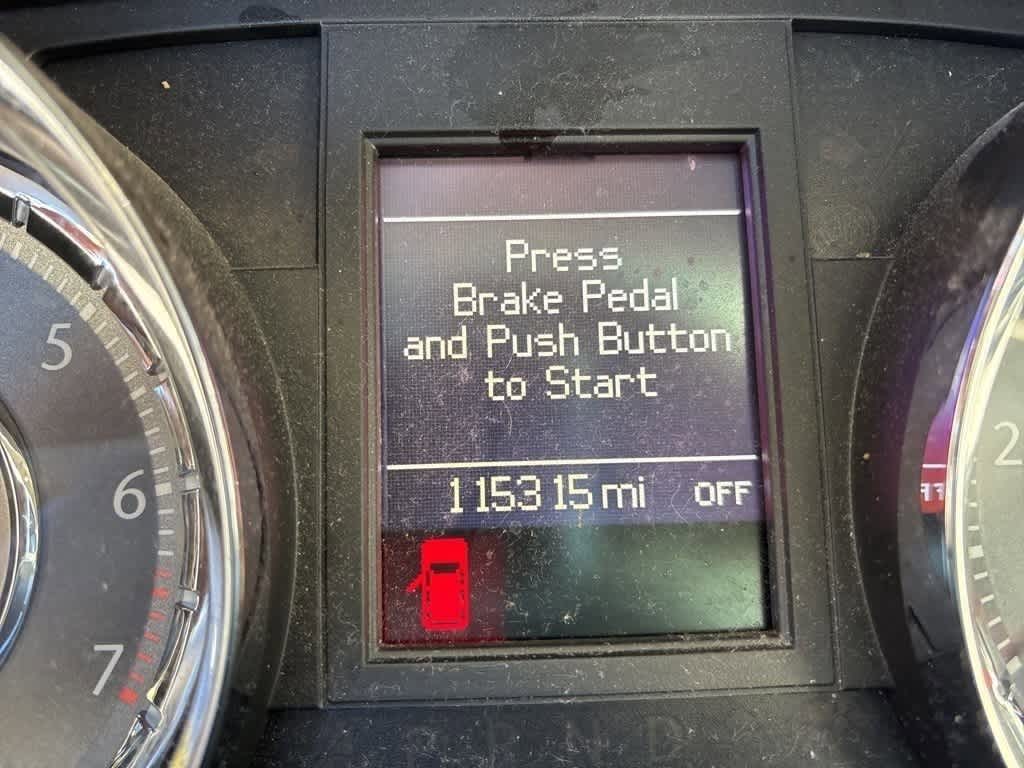 Press
Brake Pedal
and Push Button
to Start
115315 mi OFF
5
6
7
2